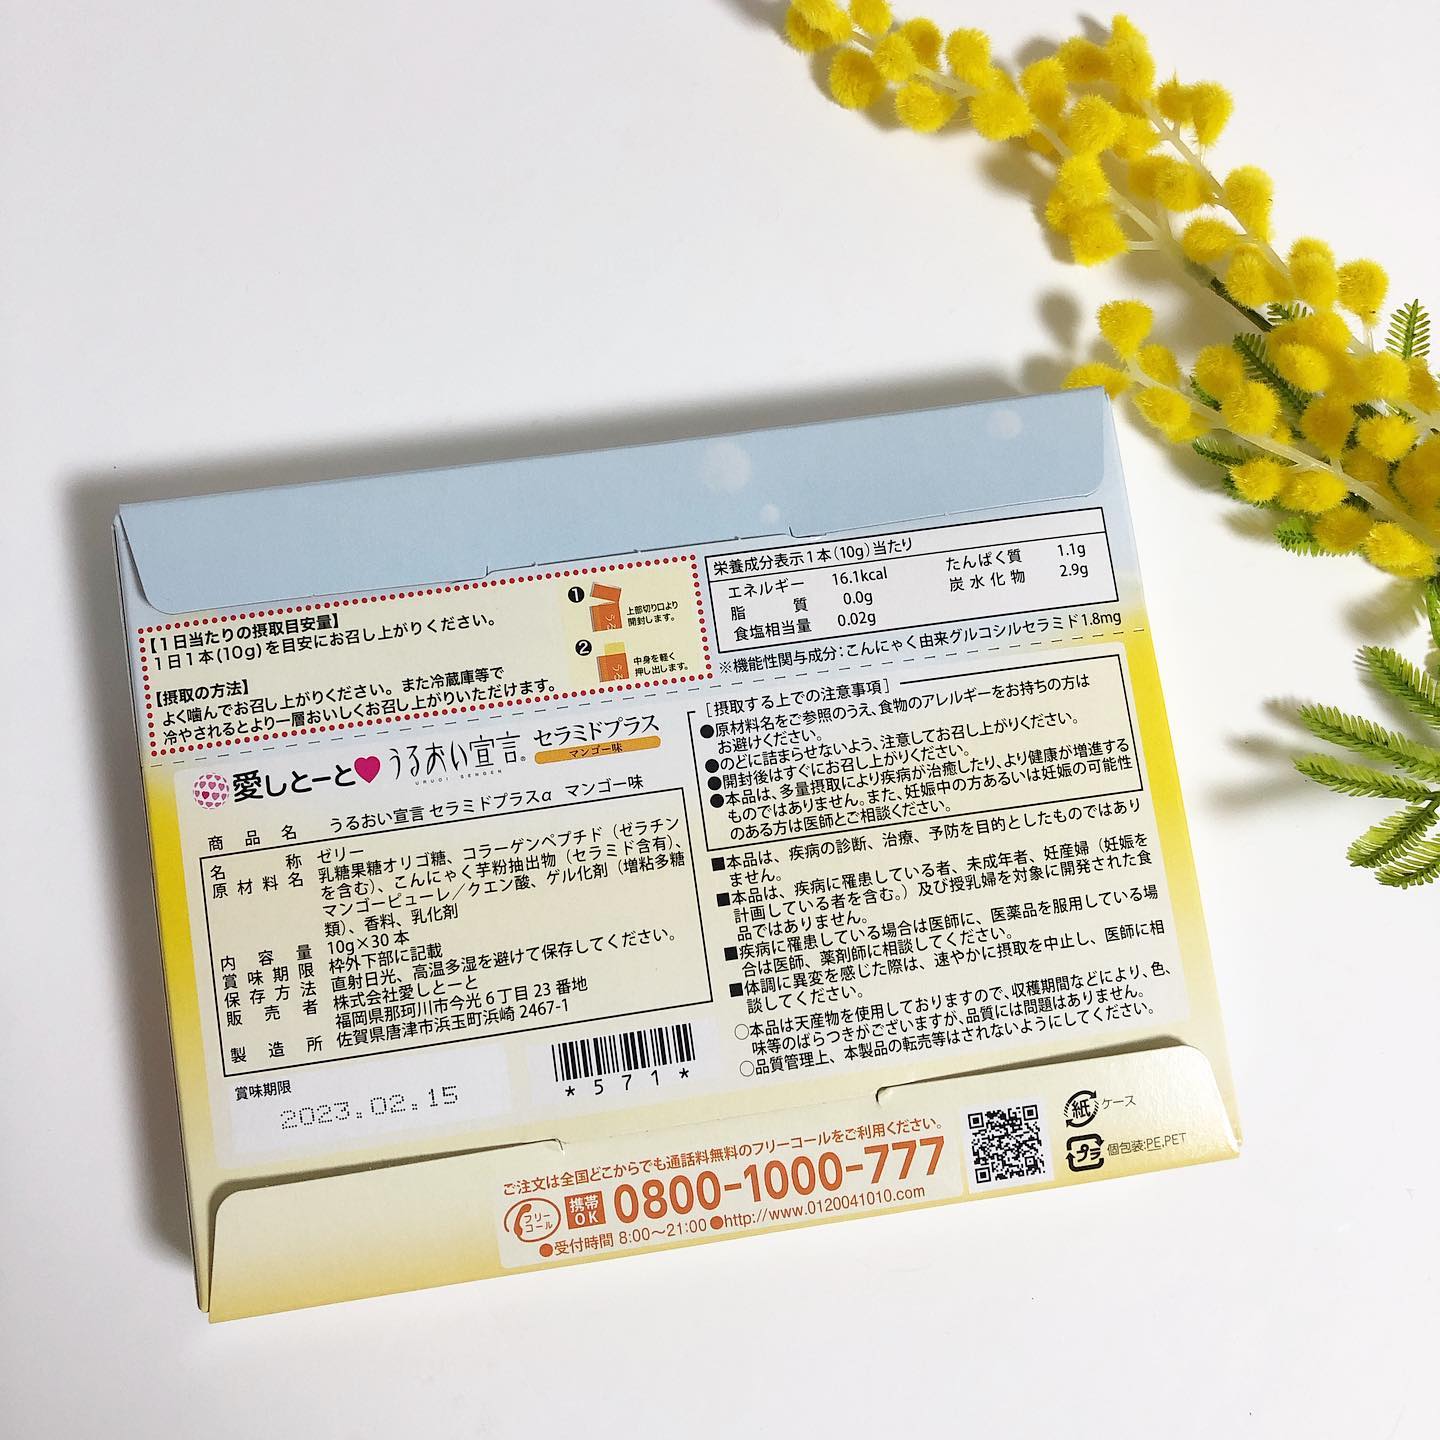 【1日当たりの摂取目安量】
1日1本(10g)を目安にお召し上がりください。
【摂取の方法】
よく噛んでお召し上がりください。また冷蔵庫等で
冷やされるとより一層おいしくお召し上がりいただけます。
❶
上部切り口より
開封します。
❷
中身を軽く
押し出します。
栄養成分表示1本(10g)当たり
エネルギー 16.1kcal たんぱく質 1.1g
脂質 0.0g 炭水化物 2.9g
食塩相当量 0.02g
※機能性関与成分:こんにゃく由来グルコシルセラミド1.8mg
愛しとーと うるおい宣言® セラミドプラス
URUOI SENGEN
マンゴー味
商品名 うるおい宣言 セラミドプラスα マンゴー味
名称 ゼリー
原材料名 乳糖果糖オリゴ糖、コラーゲンペプチド（ゼラチン
を含む）、こんにゃく芋粉抽出物（セラミド含有）、
マンゴーピューレ／クエン酸、ゲル化剤（増粘多糖
類）、香料、乳化剤
内容量 10g×30本
賞味期限 枠外下部に記載
保存方法 直射日光、高温多湿を避けて保存してください。
販売者 株式会社愛しとーと
福岡県那珂川市今光6丁目23番地
製造所 佐賀県唐津市浜玉町浜崎2467-1
賞味期限
2023.02.15
*571*
[摂取する上での注意事項]
●原材料名をご参照のうえ、食物のアレルギーをお持ちの方は
お避けください。
●のどに詰まらせないよう、注意してお召し上がりください。
●開封後はすぐにお召し上がりください。
●本品は、多量摂取により疾病が治癒したり、より健康が増進する
ものではありません。また、妊娠中の方あるいは妊娠の可能性
のある方は医師とご相談ください。
■本品は、疾病の診断、治療、予防を目的としたものではあり
ません。
■本品は、疾病に罹患している者、未成年者、妊産婦（妊娠を
計画している者を含む。）及び授乳婦を対象に開発された食
品ではありません。
■疾病に罹患している場合は医師に、医薬品を服用している場
合は医師、薬剤師に相談してください。
■体調に異変を感じた際は、速やかに摂取を中止し、医師に相
談してください。
○本品は天産物を使用しておりますので、収穫期間などにより、色、
味等のばらつきがございますが、品質には問題はありません。
○品質管理上、本製品の転売等はされないようにしてください。
ご注文は全国どこからでも通話料無料のフリーコールをご利用ください。
フリーコール 携帯OK 0800-1000-777
●受付時間 8:00〜21:00 ●http://www.0120041010.com
紙 ケース
プラ 個包装:PE,PET